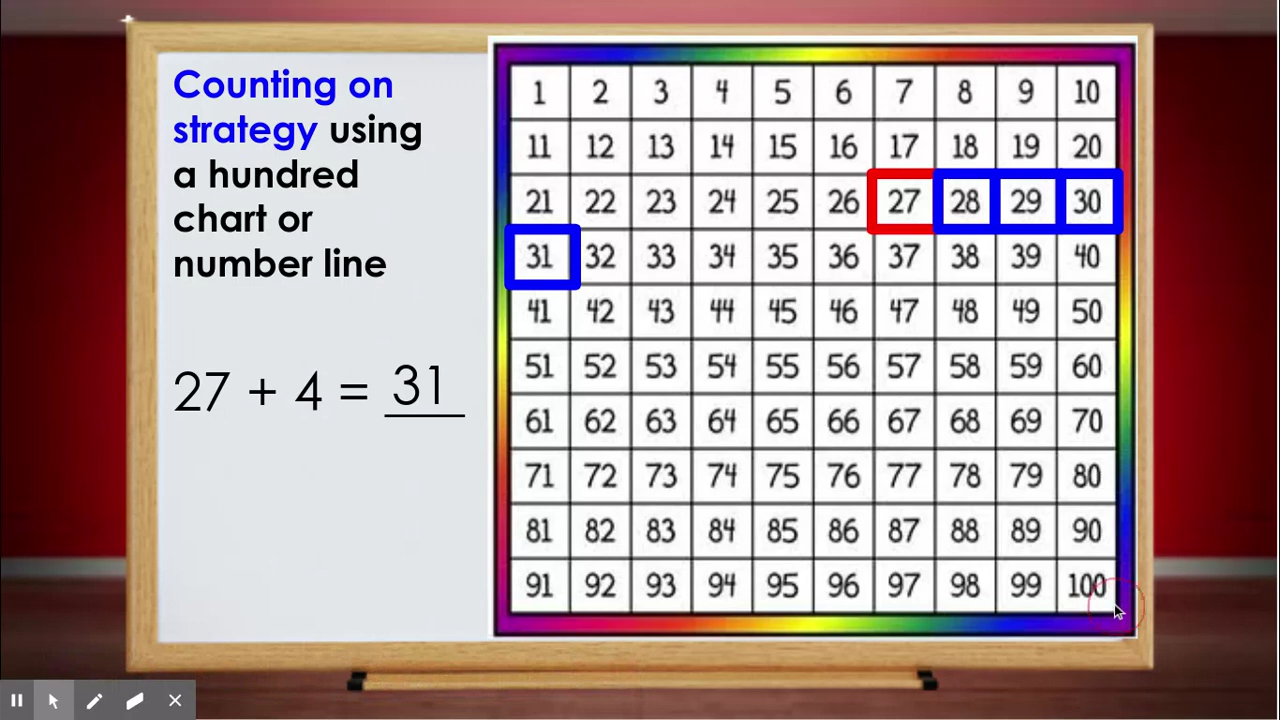 Counting on
strategy using
a hundred
chart or
number line
27 + 4 = 31
1 2 3 4 5 6 7 8 9 10
11 12 13 14 15 16 17 18 19 20
21 22 23 24 25 26 27 28 29 30
31 32 33 34 35 36 37 38 39 40
41 42 43 44 45 46 47 48 49 50
51 52 53 54 55 56 57 58 59 60
61 62 63 64 65 66 67 68 69 70
71 72 73 74 75 76 77 78 79 80
81 82 83 84 85 86 87 88 89 90
91 92 93 94 95 96 97 98 99 100